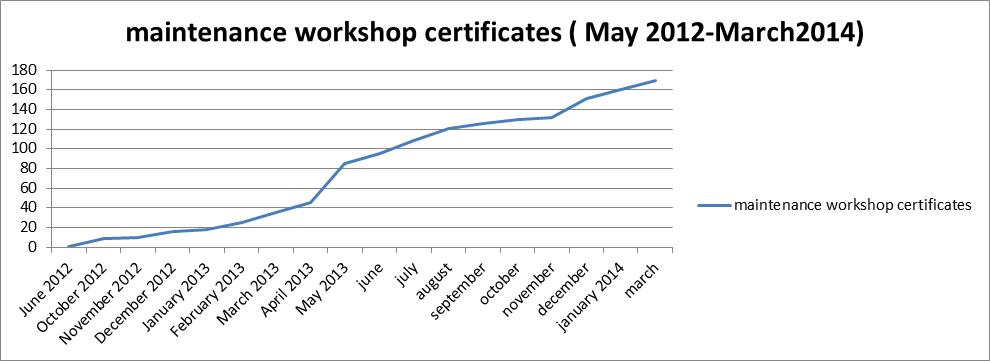 maintenance workshop certificates ( May 2012-March2014)
180
160
140
120
100
80
60
40
20
0
June 2012
October 2012
November 2012
December 2012
January 2013
February 2013
March 2013
April 2013
May 2013
june
july
august
september
october
november
december
january 2014
march
maintenance workshop certificates